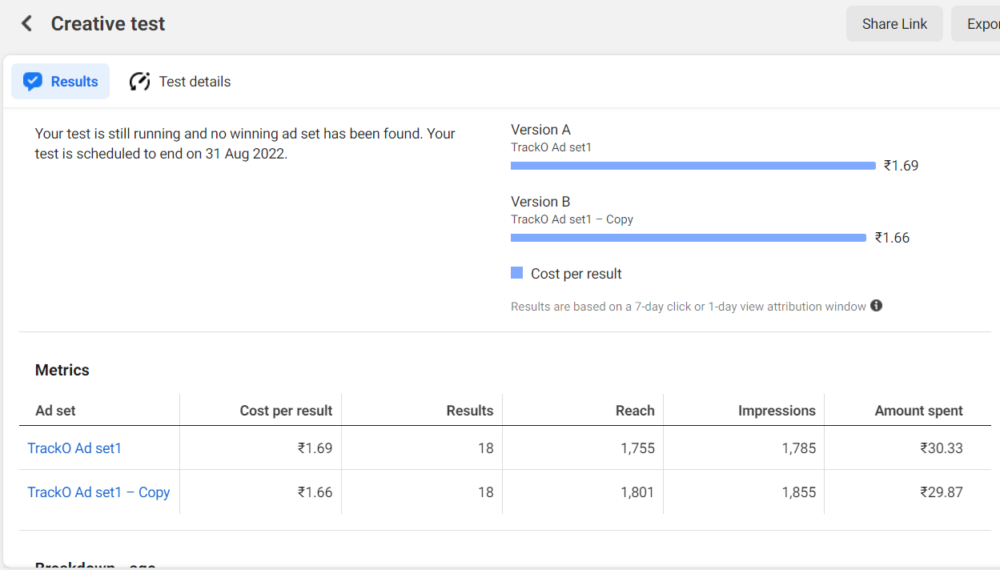 Creative test
Share Link
Results
Test details
Your test is still running and no winning ad set has been found. Your
test is scheduled to end on 31 Aug 2022.
Version A
TrackO Ad set1
₹1.69
Version B
TrackO Ad set1 – Copy
₹1.66
Cost per result
Results are based on a 7-day click or 1-day view attribution window
Metrics
Ad set Cost per result Results Reach Impressions Amount spent
TrackO Ad set1 ₹1.69 18 1,755 1,785 ₹30.33
TrackO Ad set1 – Copy ₹1.66 18 1,801 1,855 ₹29.87